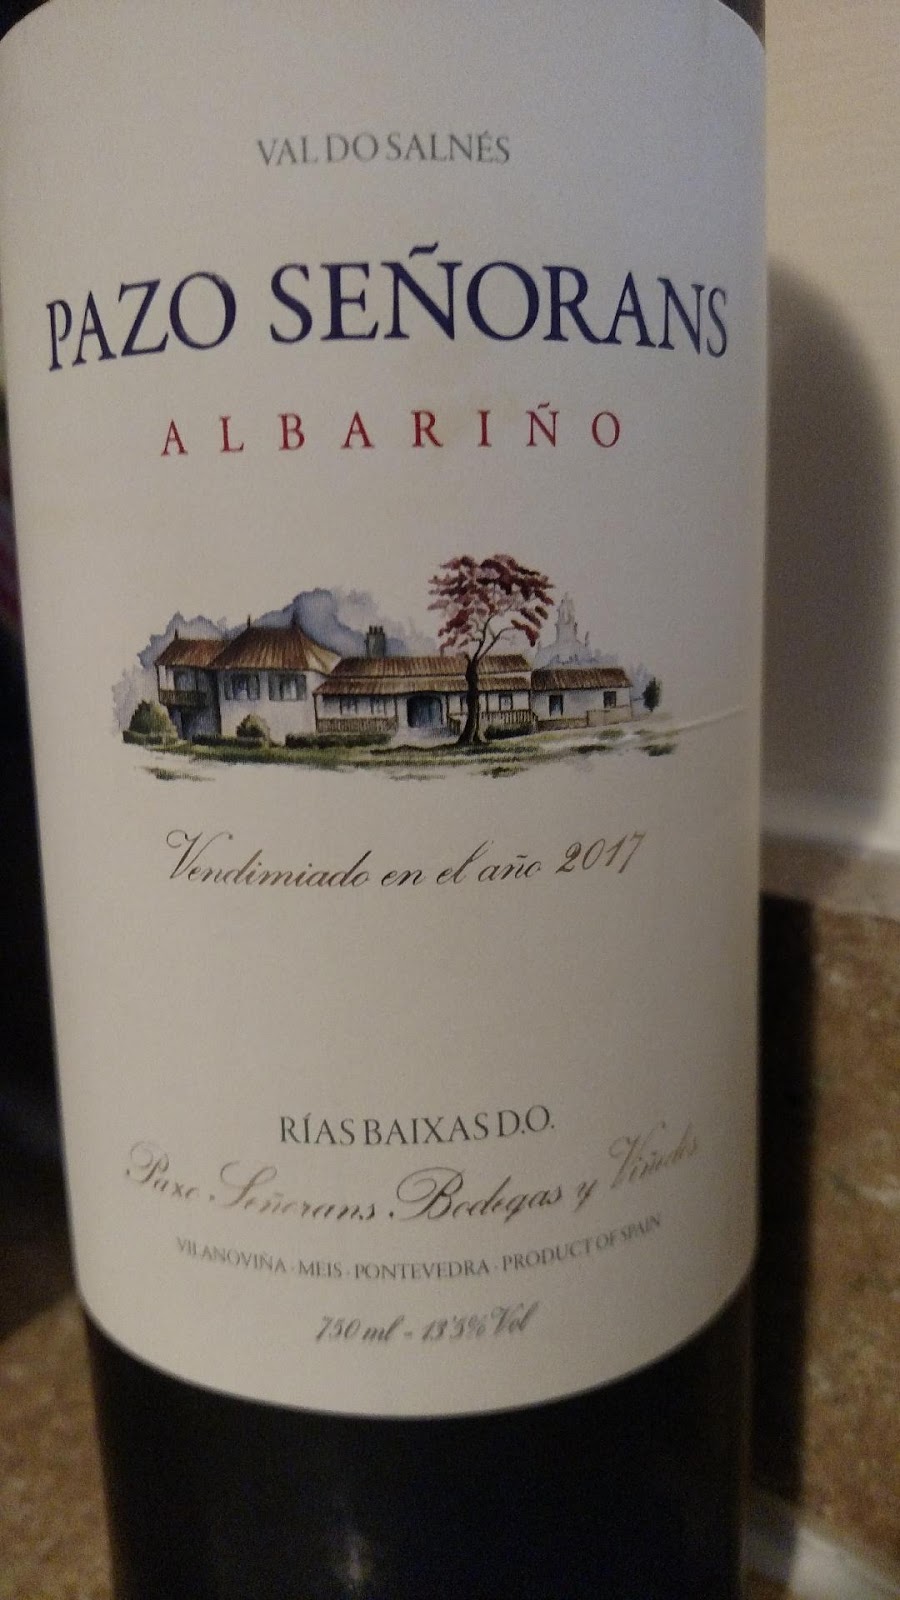 VAL DO SALNÉS
PAZO SEÑORANS
ALBARIÑO
Vendimiado en el año 2017
RÍAS BAIXAS D.O.
Pazo Señorans Bodegas y Viñedos
VILANOVIÑA · MEIS · PONTEVEDRA · PRODUCT OF SPAIN
750 ml - 13'5% Vol